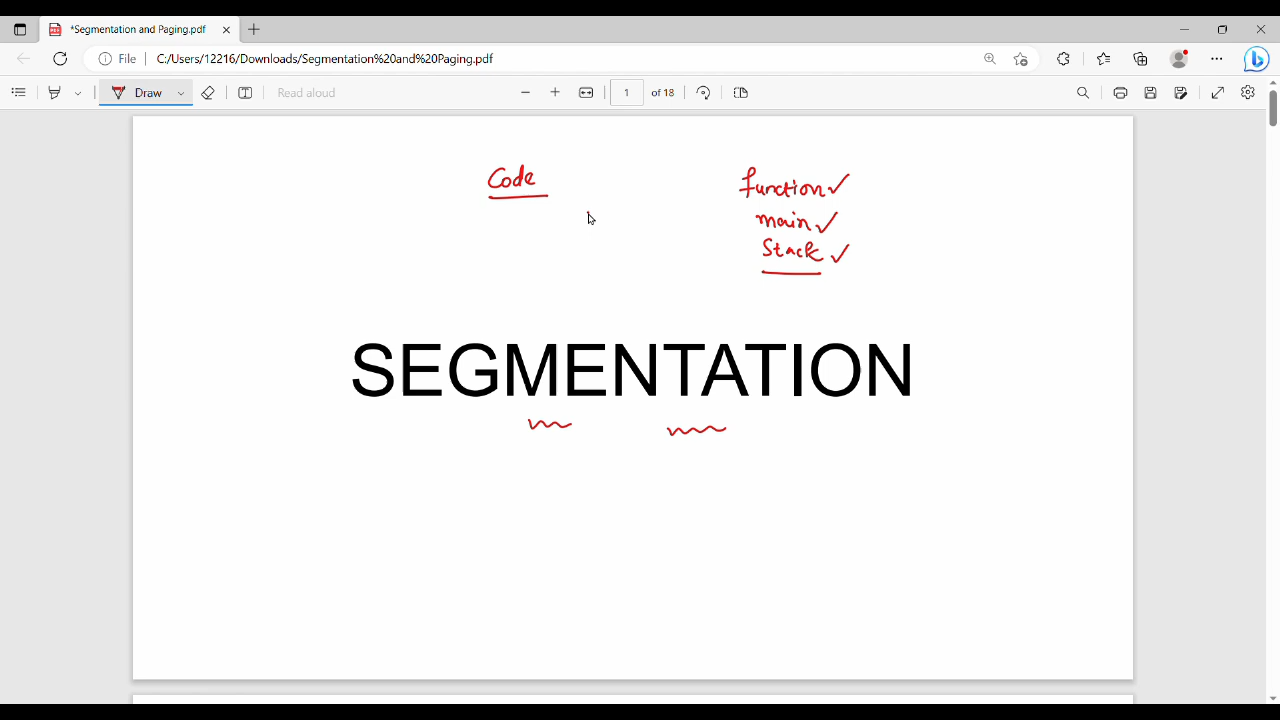 *Segmentation and Paging.pdf
File C:/Users/12216/Downloads/Segmentation%20and%20Paging.pdf
Draw Read aloud 1 of 18
Code function
main
Stack
SEGMENTATION